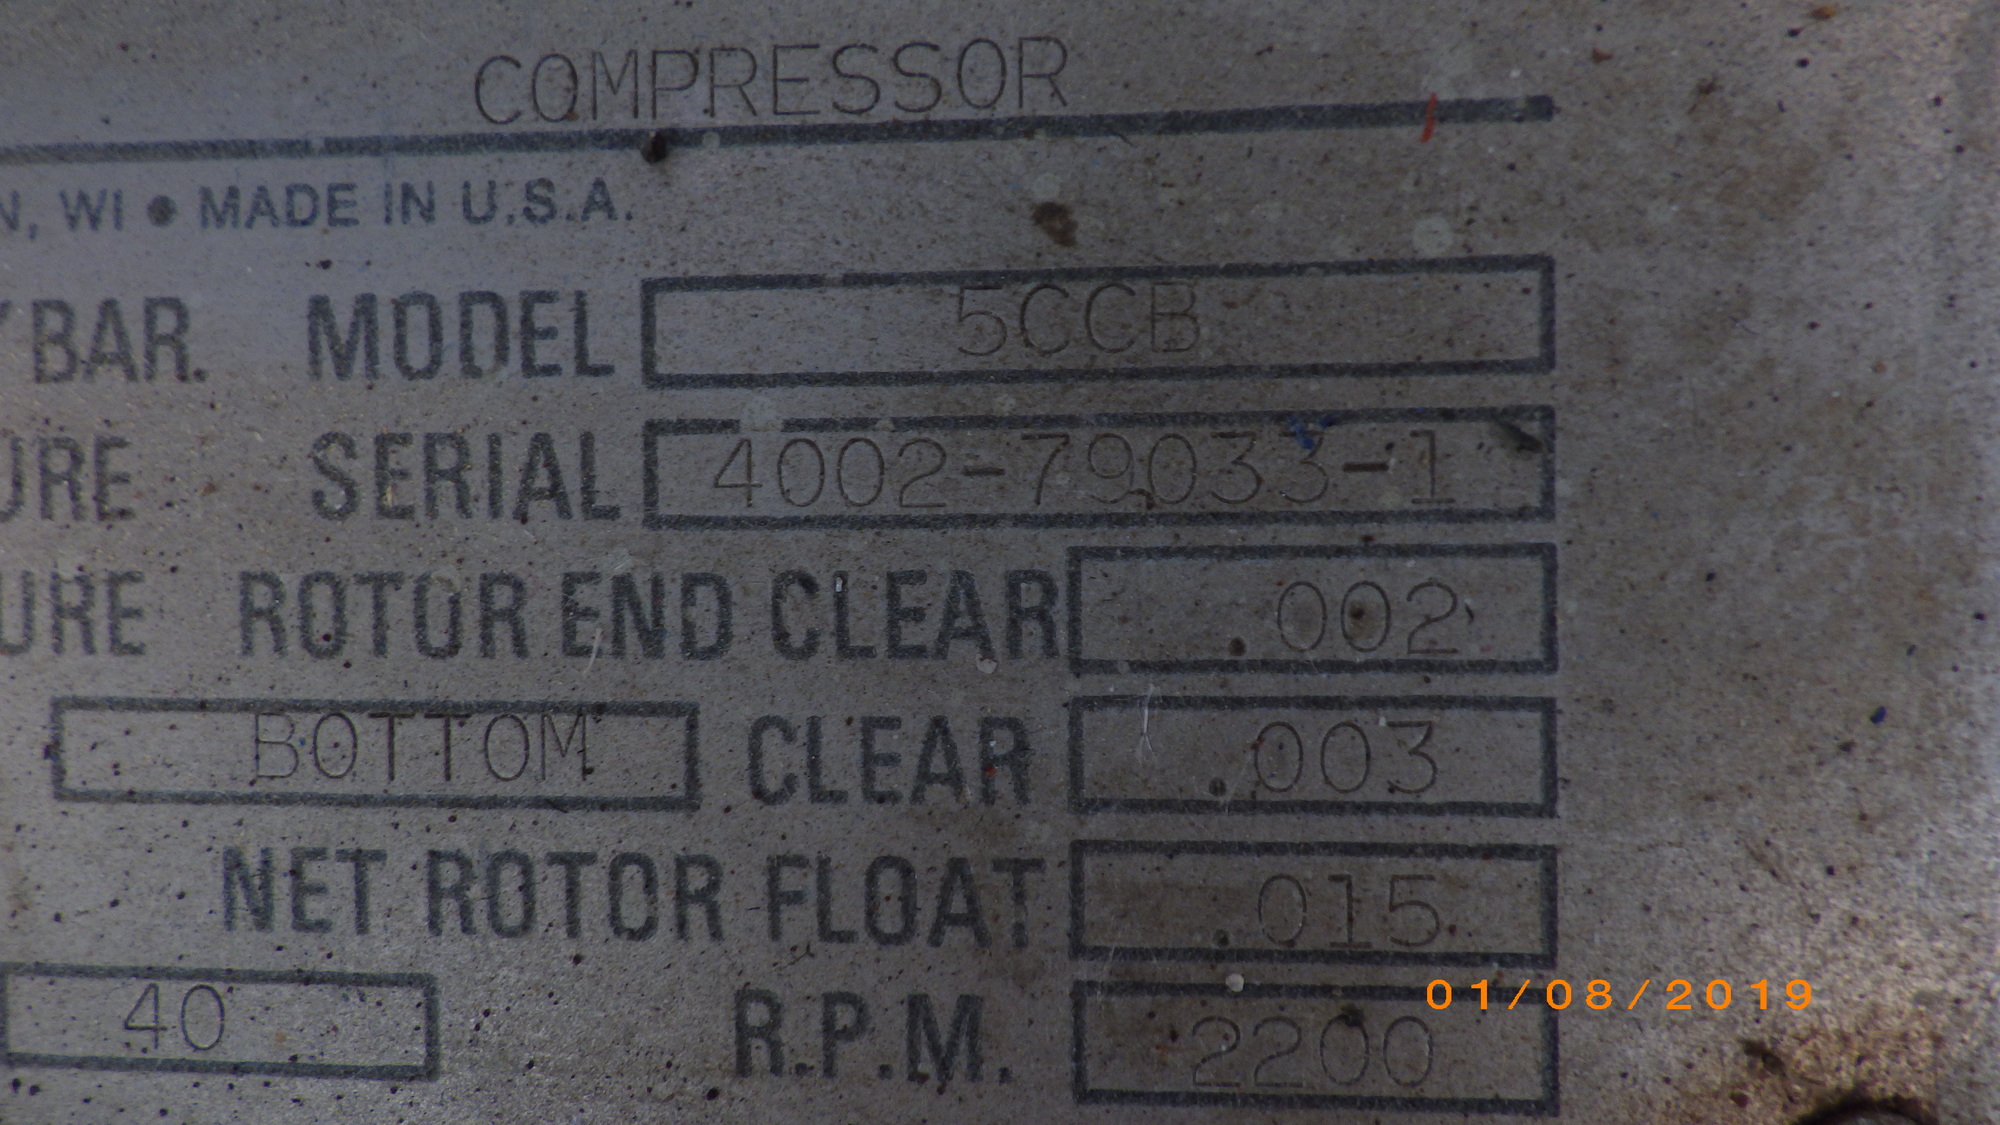 COMPRESSOR
N, WI • MADE IN U.S.A.
BAR. MODEL 5CCB
URE SERIAL 4002-79033-1
URE ROTOR END CLEAR .002
BOTTOM CLEAR .003
NET ROTOR FLOAT .015
40 R.P.M. 2200
01/08/2019